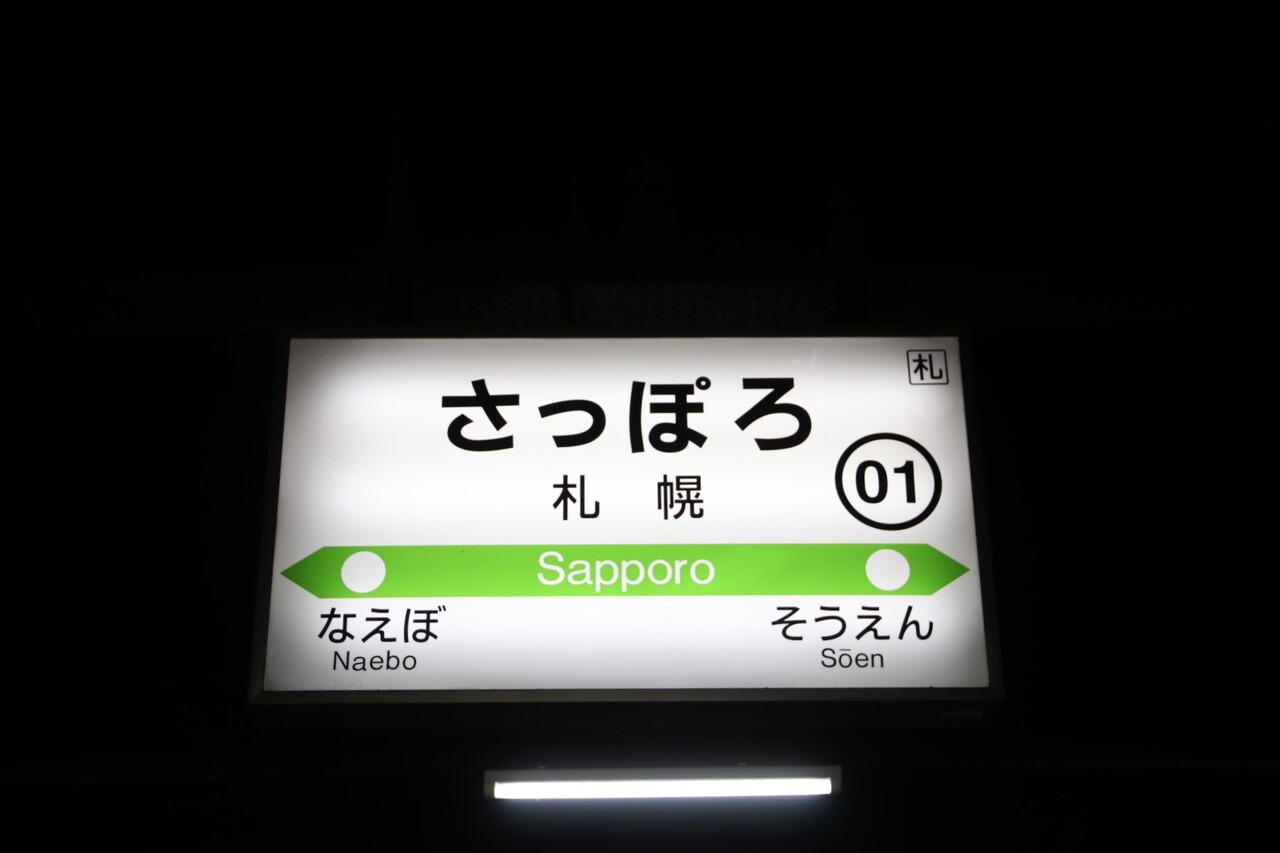 札
さっぽろ
01
札幌
Sapporo
なえぼ そうえん
Naebo Sōen